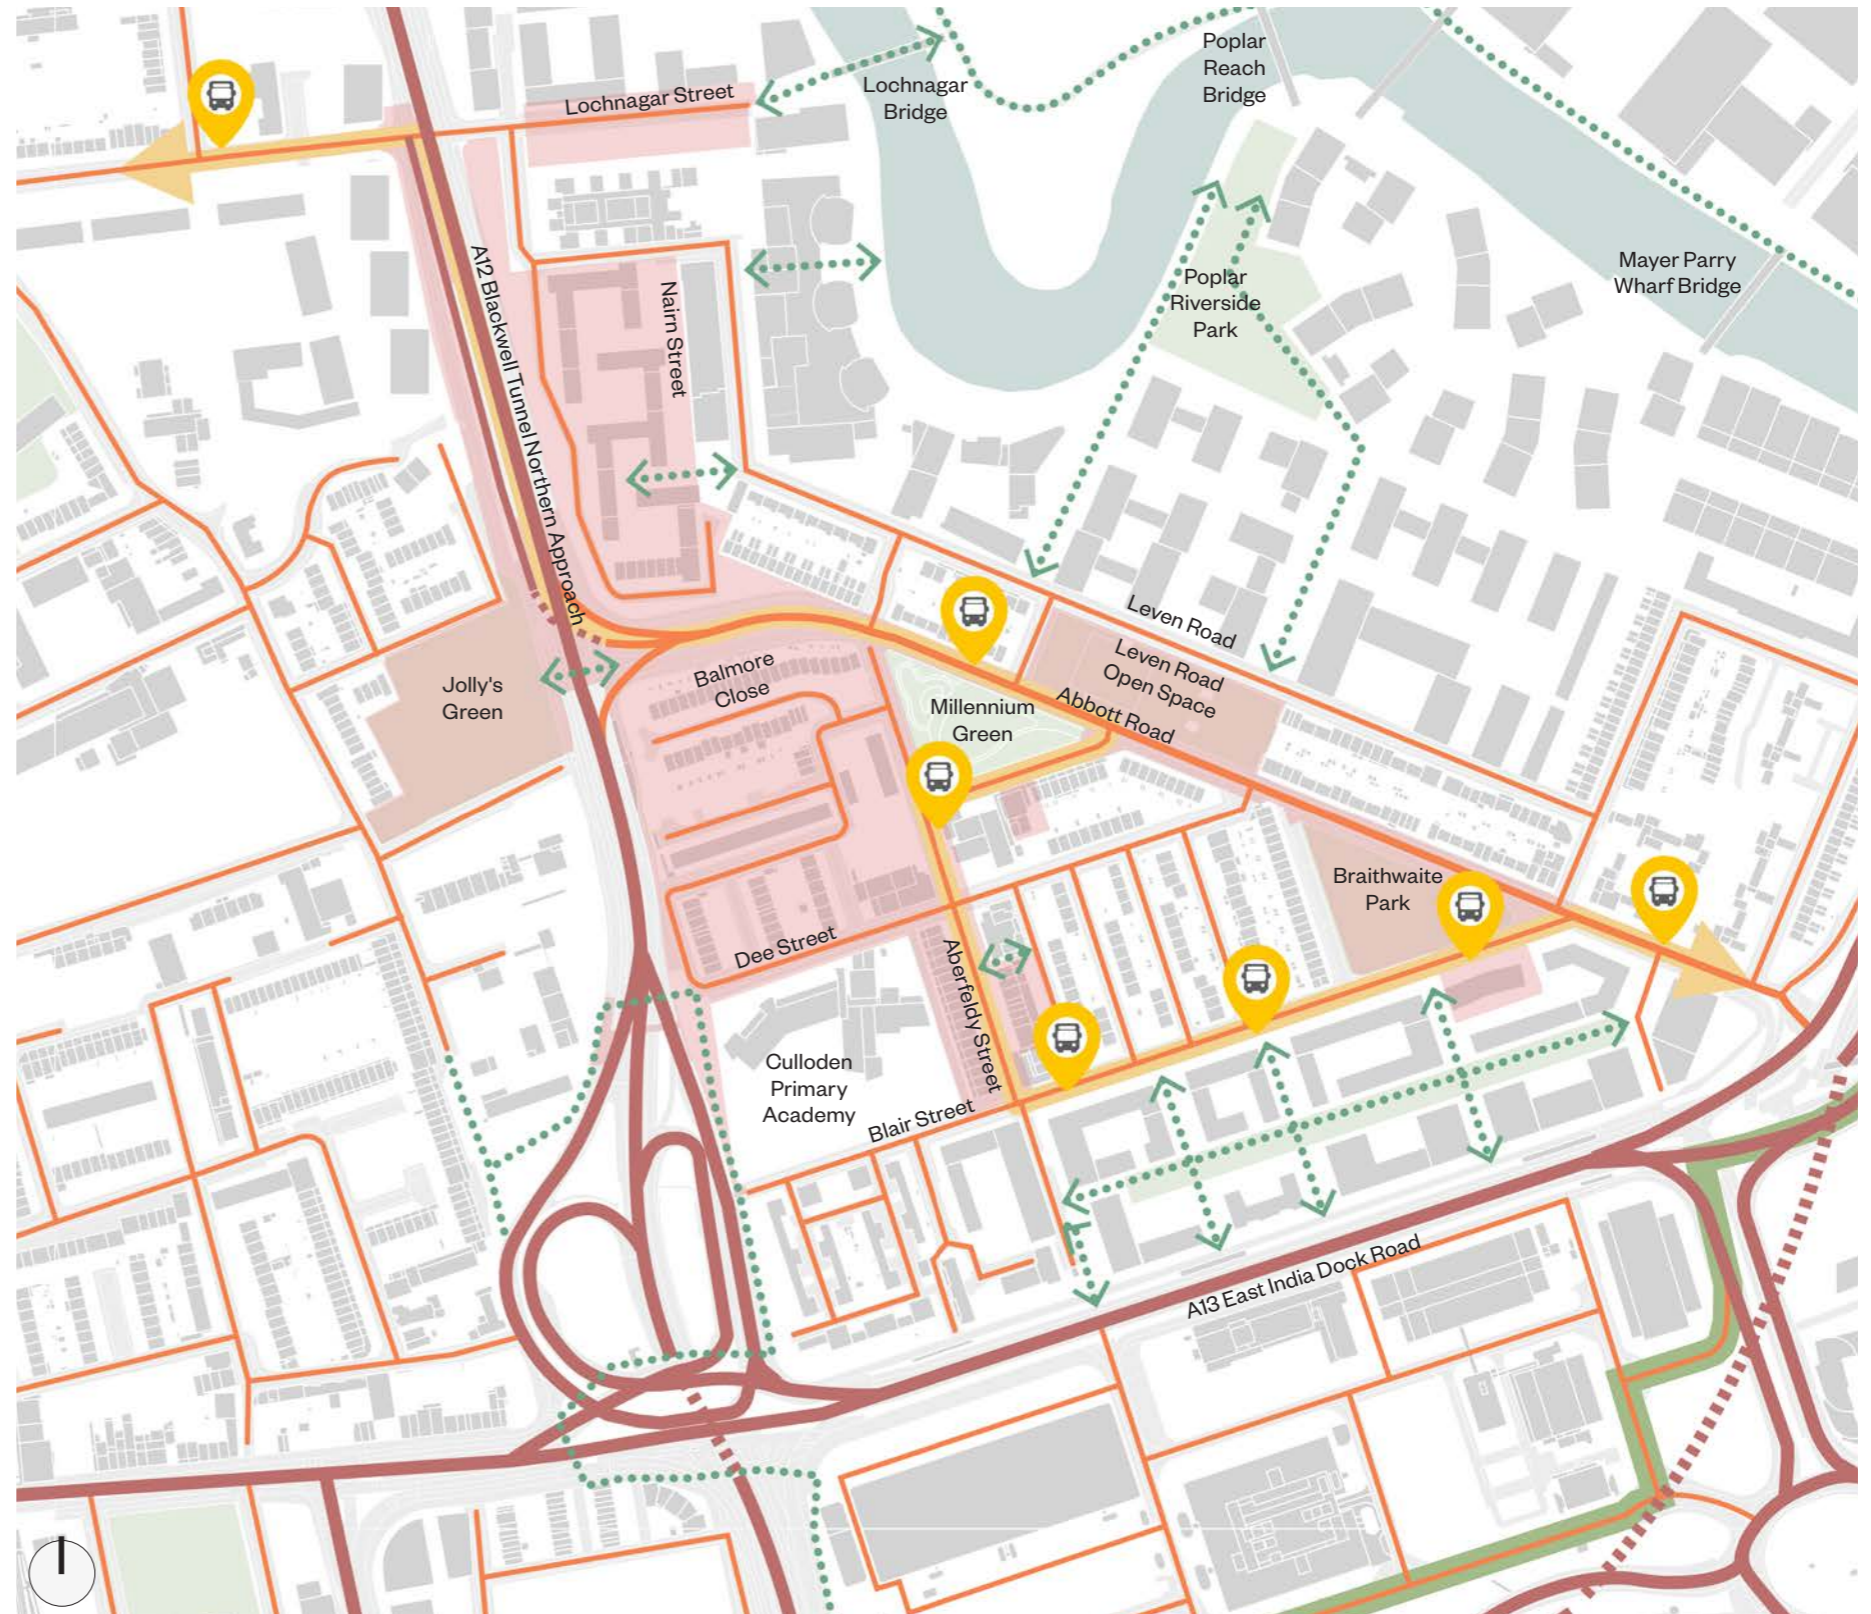 Poplar
Reach
Bridge
Lochnagar Street
Lochnagar
Bridge
A12 Blackwell Tunnel Northern Approach
Nairn Street
Poplar
Riverside
Park
Mayer Parry
Wharf Bridge
Leven Road
Jolly's
Green
Balmore
Close
Leven Road
Open Space
Millennium
Green
Abbott Road
Braithwaite
Park
Dee Street
Aberfeldy Street
Culloden
Primary
Academy
Blair Street
A13 East India Dock Road